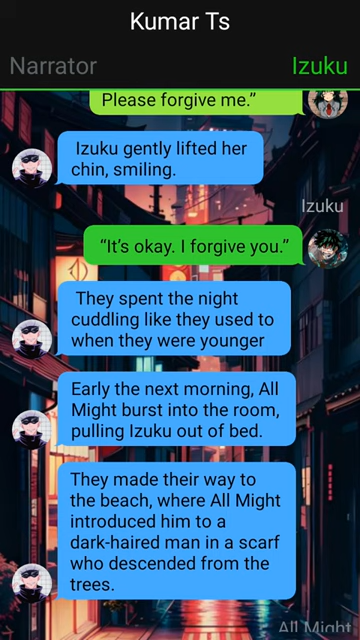 Kumar Ts
Narrator
Izuku
Please forgive me.”
Izuku gently lifted her
chin, smiling.
Izuku
“It’s okay. I forgive you.”
They spent the night
cuddling like they used to
when they were younger
Early the next morning, All
Might burst into the room,
pulling Izuku out of bed.
They made their way to
the beach, where All Might
introduced him to a
dark-haired man in a scarf
who descended from the
trees.
All Might